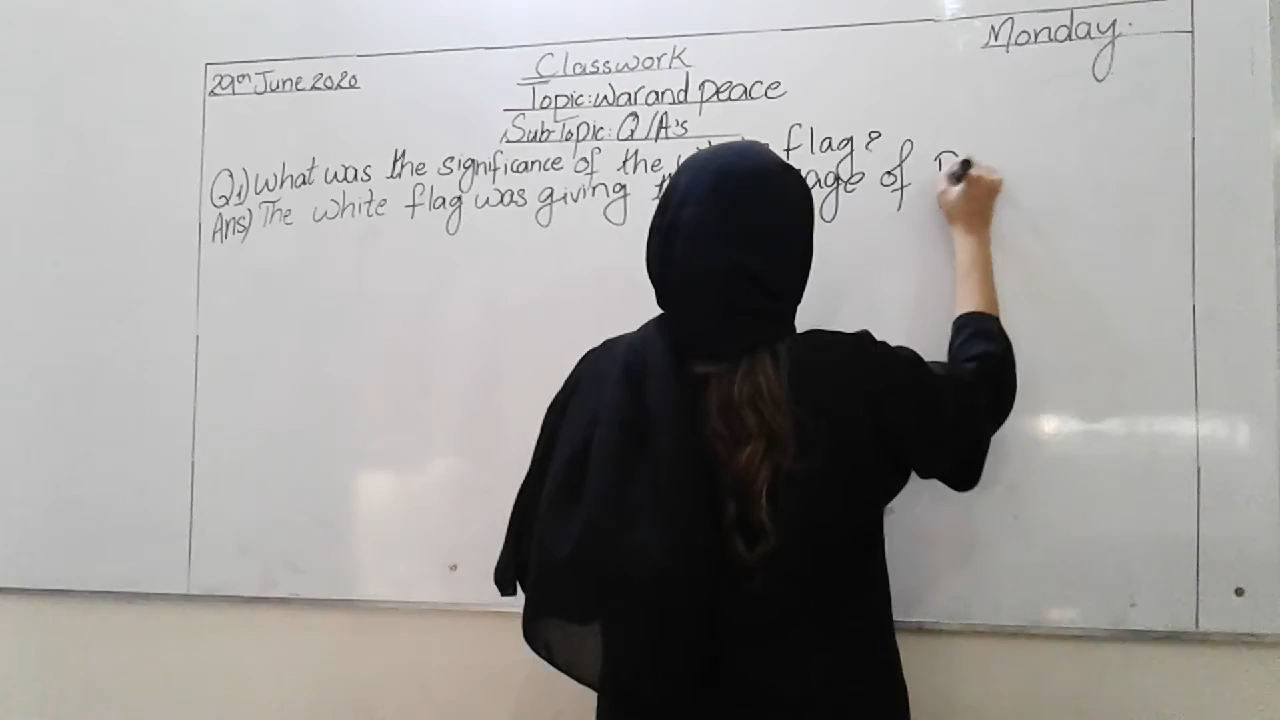 Monday.
29th June 2020
Classwork
Topic: War and peace
Sub-Topic: Q/A's
Q1) What was the significance of the flag?
Ans) The white flag was giving of